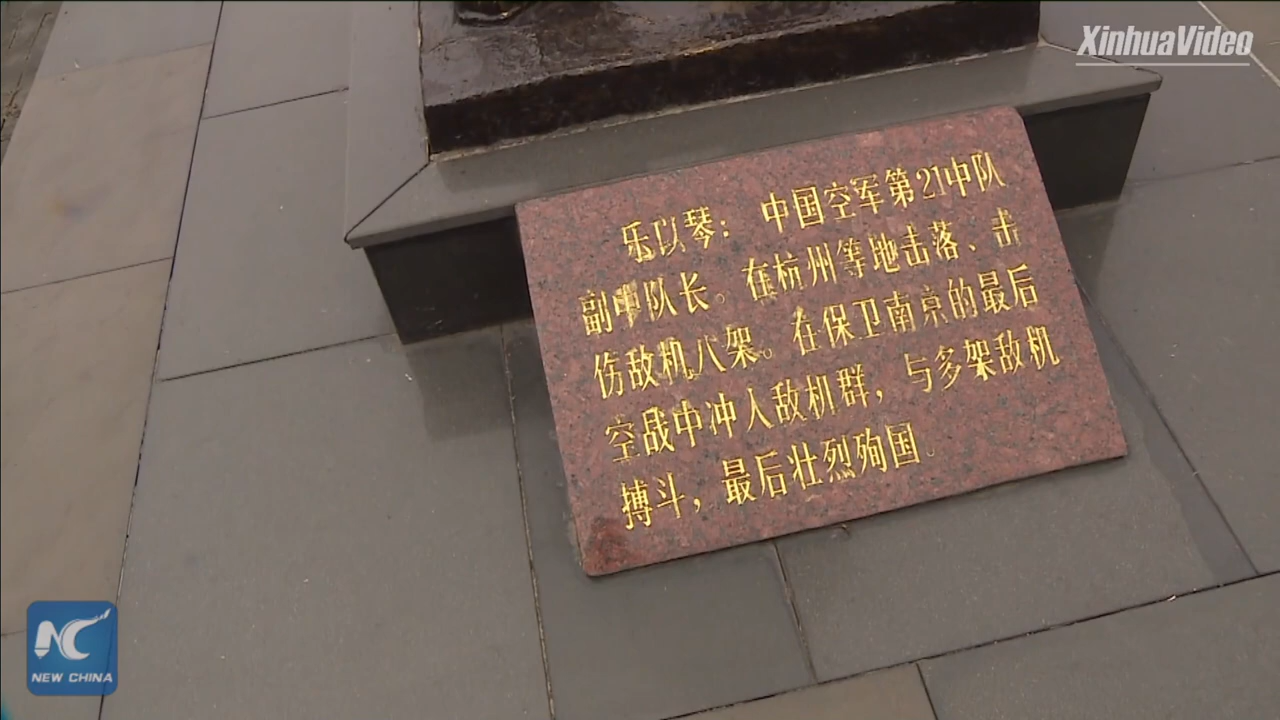 XinhuaVideo
乐以琴：中国空军第21中队
副中队长。在杭州等地击落、击
伤敌机八架。在保卫南京的最后
空战中冲入敌机群，与多架敌机
搏斗，最后壮烈殉国。
NC
NEW CHINA